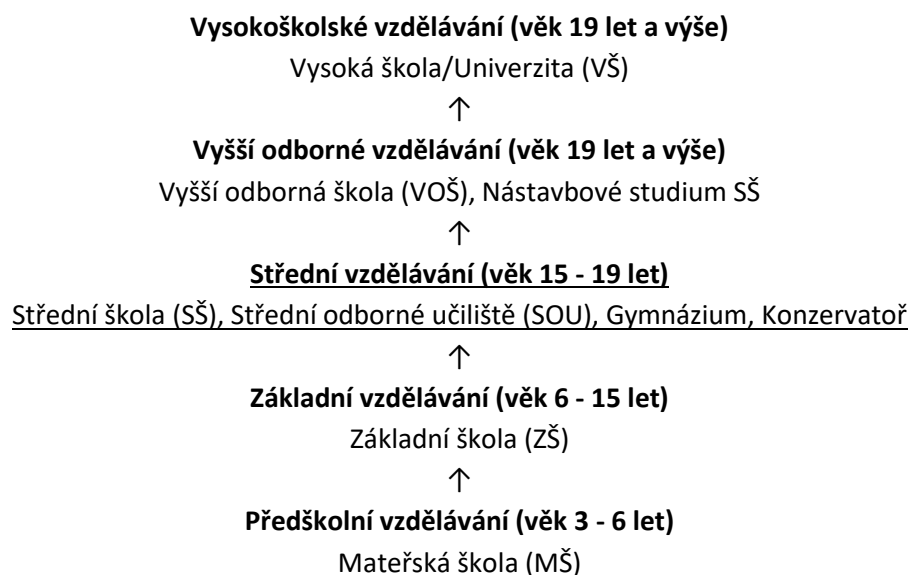 Vysokoškolské vzdělávání (věk 19 let a výše)
Vysoká škola/Univerzita (VŠ)
↑
Vyšší odborné vzdělávání (věk 19 let a výše)
Vyšší odborná škola (VOŠ), Nástavbové studium SŠ
↑
Střední vzdělávání (věk 15 - 19 let)
Střední škola (SŠ), Střední odborné učiliště (SOU), Gymnázium, Konzervatoř
↑
Základní vzdělávání (věk 6 - 15 let)
Základní škola (ZŠ)
↑
Předškolní vzdělávání (věk 3 - 6 let)
Mateřská škola (MŠ)